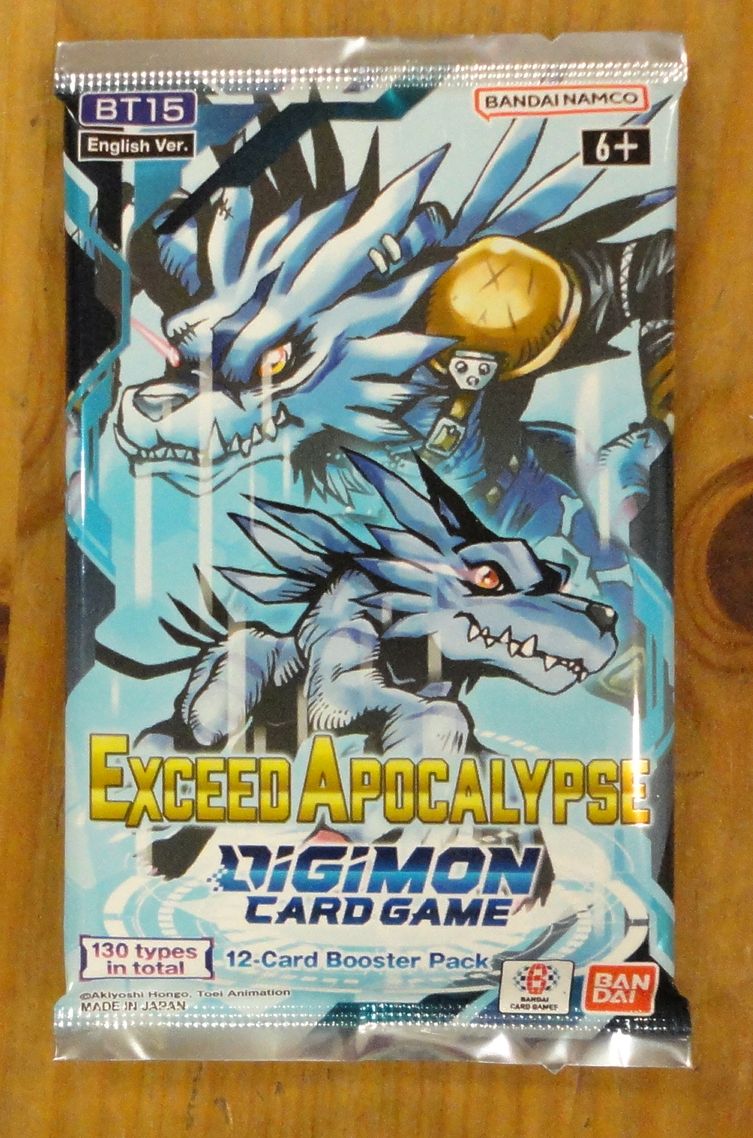 BT15
English Ver.
BANDAI NAMCO
6+
EXCEED APOCALYPSE
DIGIMON
CARD GAME
130 types
in total
12-Card Booster Pack
©Akiyoshi Hongo, Toei Animation
MADE IN JAPAN
BANDAI
CARD GAMES
BAN
DAI